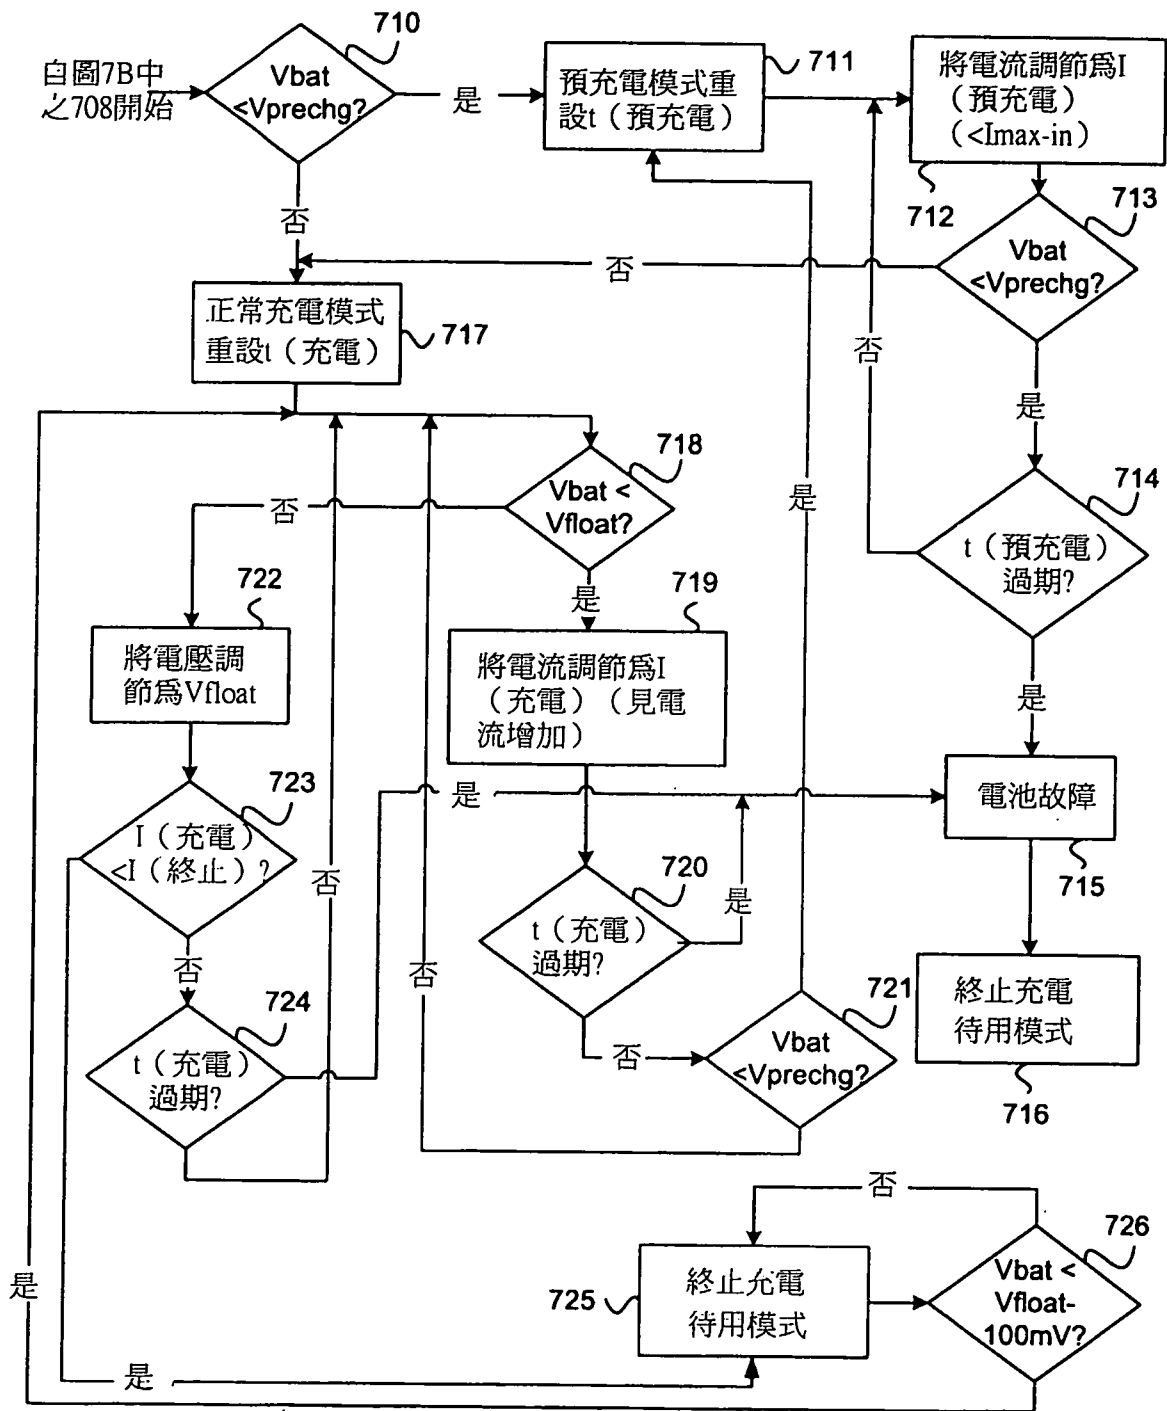 自圖7B中
之708開始
710
Vbat
<Vprechg?
是
預充電模式重
設t（預充電）
711
將電流調節爲I
（預充電）
（<Imax-in）
712
713
Vbat
<Vprechg?
否
否
正常充電模式
重設t（充電）
717
否
是
718
Vbat <
Vfloat?
否
是
714
t（預充電）
過期?
722
將電壓調
節爲Vfloat
是
719
將電流調節爲I
（充電）（見電
流增加）
是
723
I（充電）
<I（終止）?
是
電池故障
715
否
720
t（充電）
過期?
是
否
724
t（充電）
過期?
否
否
721
Vbat
<Vprechg?
終止充電
待用模式
716
否
726
Vbat <
Vfloat-
100mV?
725
終止充電
待用模式
是
是